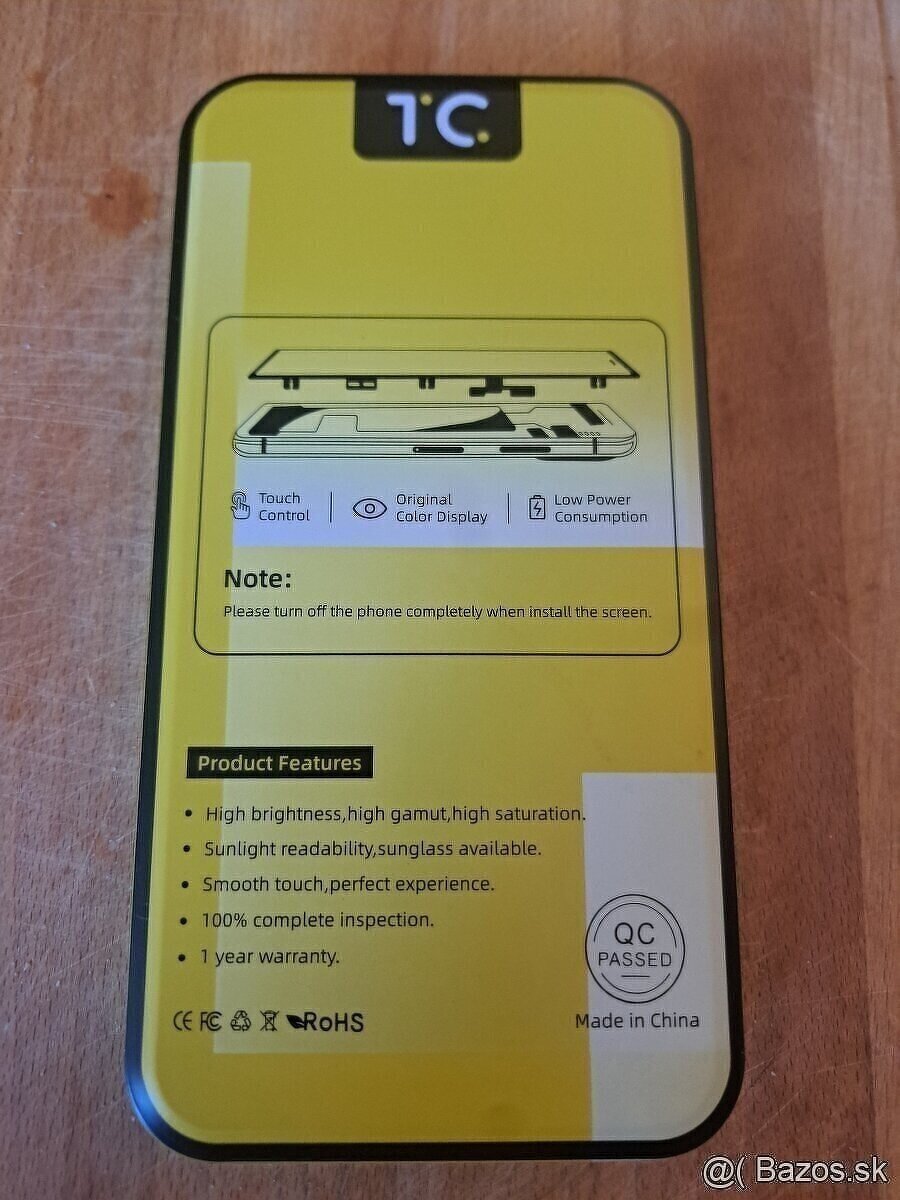 TC
Touch
Control
Original
Color Display
Low Power
Consumption
Note:
Please turn off the phone completely when install the screen.
Product Features
• High brightness,high gamut,high saturation.
• Sunlight readability,sunglass available.
• Smooth touch,perfect experience.
• 100% complete inspection.
• 1 year warranty.
QC
PASSED
CE FC RoHS
Made in China
@( Bazos.sk